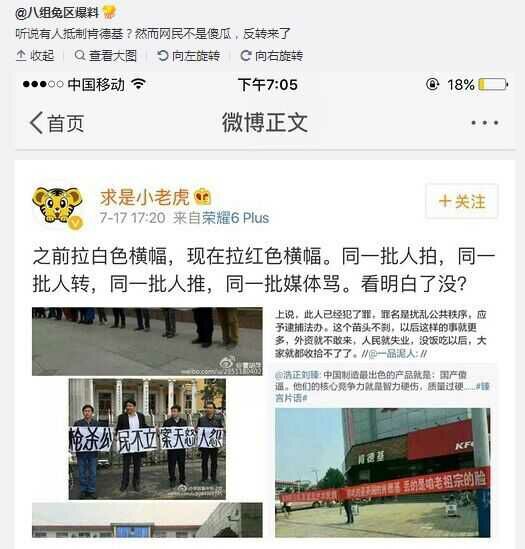 @八组兔区爆料
听说有人抵制肯德基？然而网民不是傻瓜，反转来了
收起 查看大图 向左旋转 向右旋转
中国移动 下午7:05 18%
首页 微博正文
求是小老虎
+关注
7-17 17:20 来自荣耀6 Plus
之前拉白色横幅，现在拉红色横幅。同一批人拍，同一
批人转，同一批人推，同一批媒体骂。看明白了没？
weibo.com/u/2951180402
枪杀公民不立案天怒人怨
上说，此人已经犯了罪，罪名是扰乱公共秩序，应
予逮捕法办。这个苗头不刹，以后这样的事就更
多，外资就不敢来，人民就失业，没饭吃以后，大
家就都收拾不了了。//@一品泥人: //
@浩正刘臻: 中国制造最出色的产品就是：国产傻
逼。他们的核心竞争力就是智力硬伤，质量过硬....#臻
言片语#
肯德基
KFC
丢的是咱老祖宗的脸